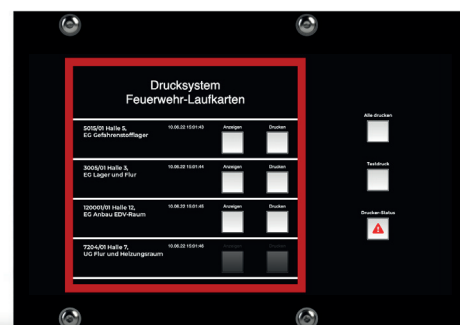 Drucksystem
Feuerwehr-Laufkarten
5015/01 Halle 5,
EG Gefahrenstofflager
10.06.22 15:01:43
Anzeigen
Drucken
3005/01 Halle 3,
EG Lager und Flur
10.06.22 15:01:44
Anzeigen
Drucken
120001/01 Halle 12,
EG Anbau EDV-Raum
10.06.22 15:01:45
Anzeigen
Drucken
7204/01 Halle 7,
UG Flur und Heizungsraum
10.06.22 15:01:46
Anzeigen
Drucken
Alle drucken
Testdruck
Drucker-Status